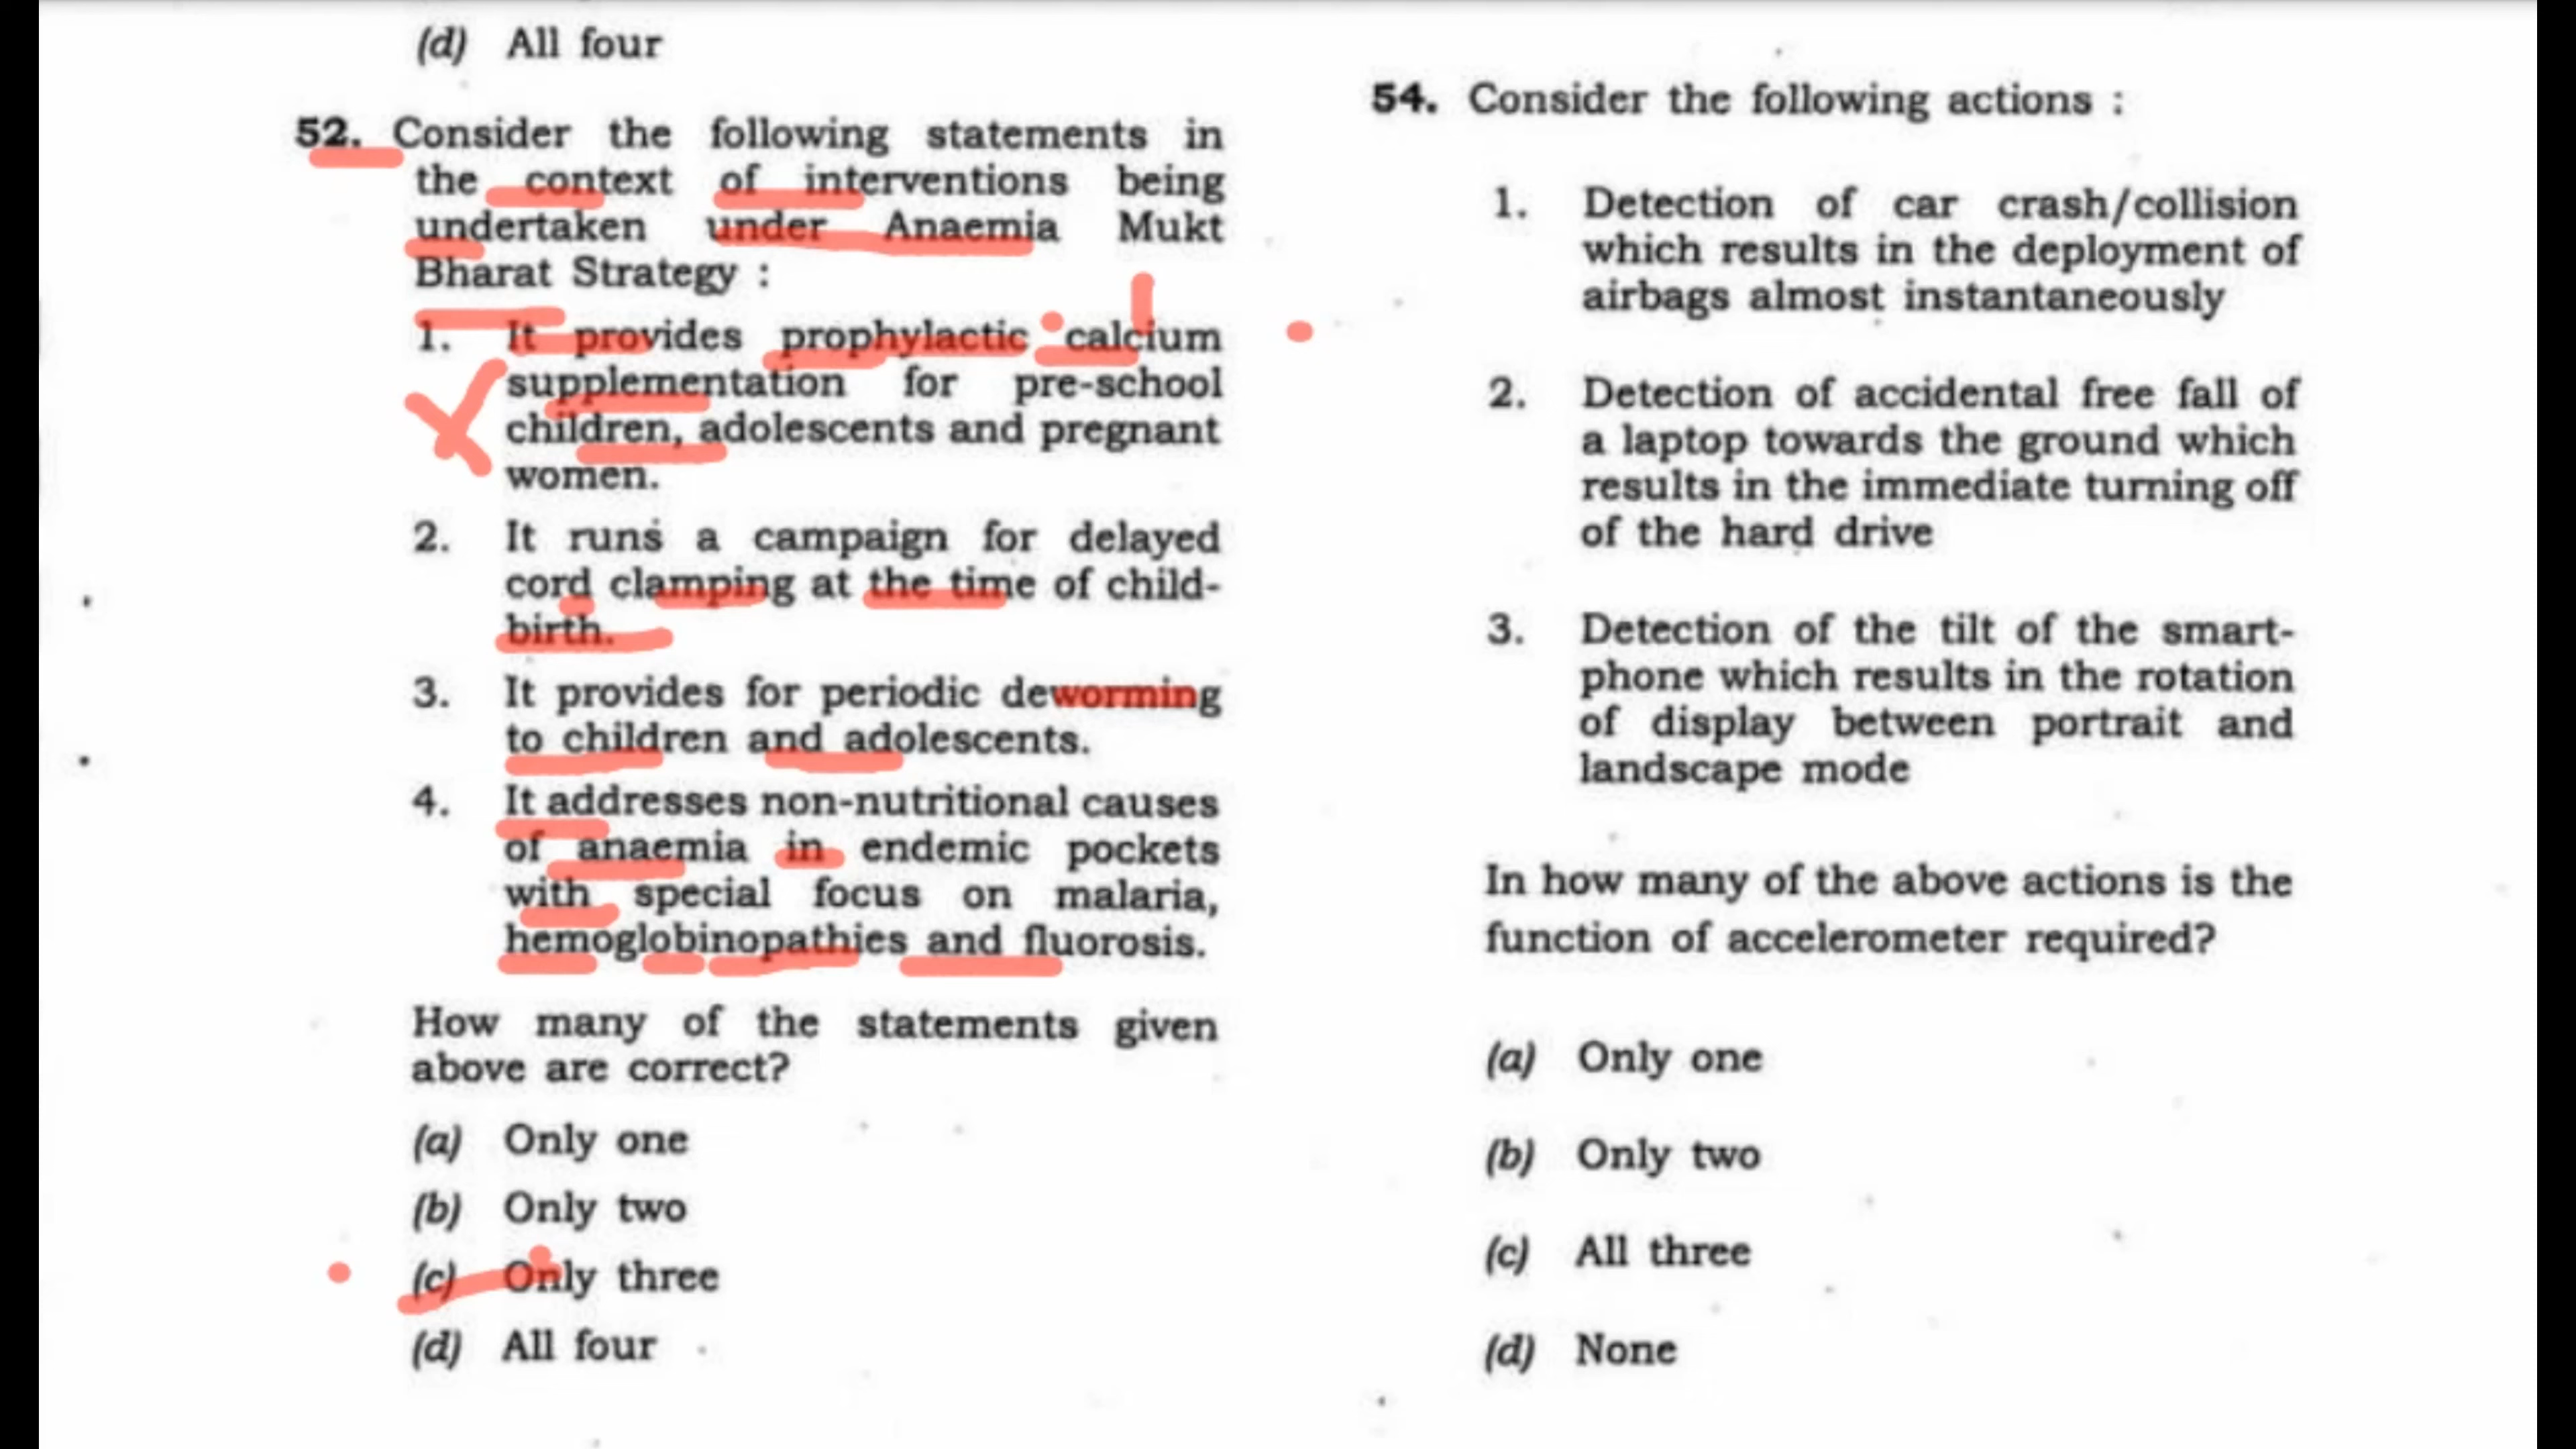 (d) All four
52. Consider the following statements in
the context of interventions being
undertaken under Anaemia Mukt
Bharat Strategy :
1. It provides prophylactic calcium
supplementation for pre-school
children, adolescents and pregnant
women.
2. It runs a campaign for delayed
cord clamping at the time of child-
birth.
3. It provides for periodic deworming
to children and adolescents.
4. It addresses non-nutritional causes
of anaemia in endemic pockets
with special focus on malaria,
hemoglobinopathies and fluorosis.
How many of the statements given
above are correct?
(a) Only one
(b) Only two
(c) Only three
(d) All four
54. Consider the following actions :
1. Detection of car crash/collision
which results in the deployment of
airbags almost instantaneously
2. Detection of accidental free fall of
a laptop towards the ground which
results in the immediate turning off
of the hard drive
3. Detection of the tilt of the smart-
phone which results in the rotation
of display between portrait and
landscape mode
In how many of the above actions is the
function of accelerometer required?
(a) Only one
(b) Only two
(c) All three
(d) None